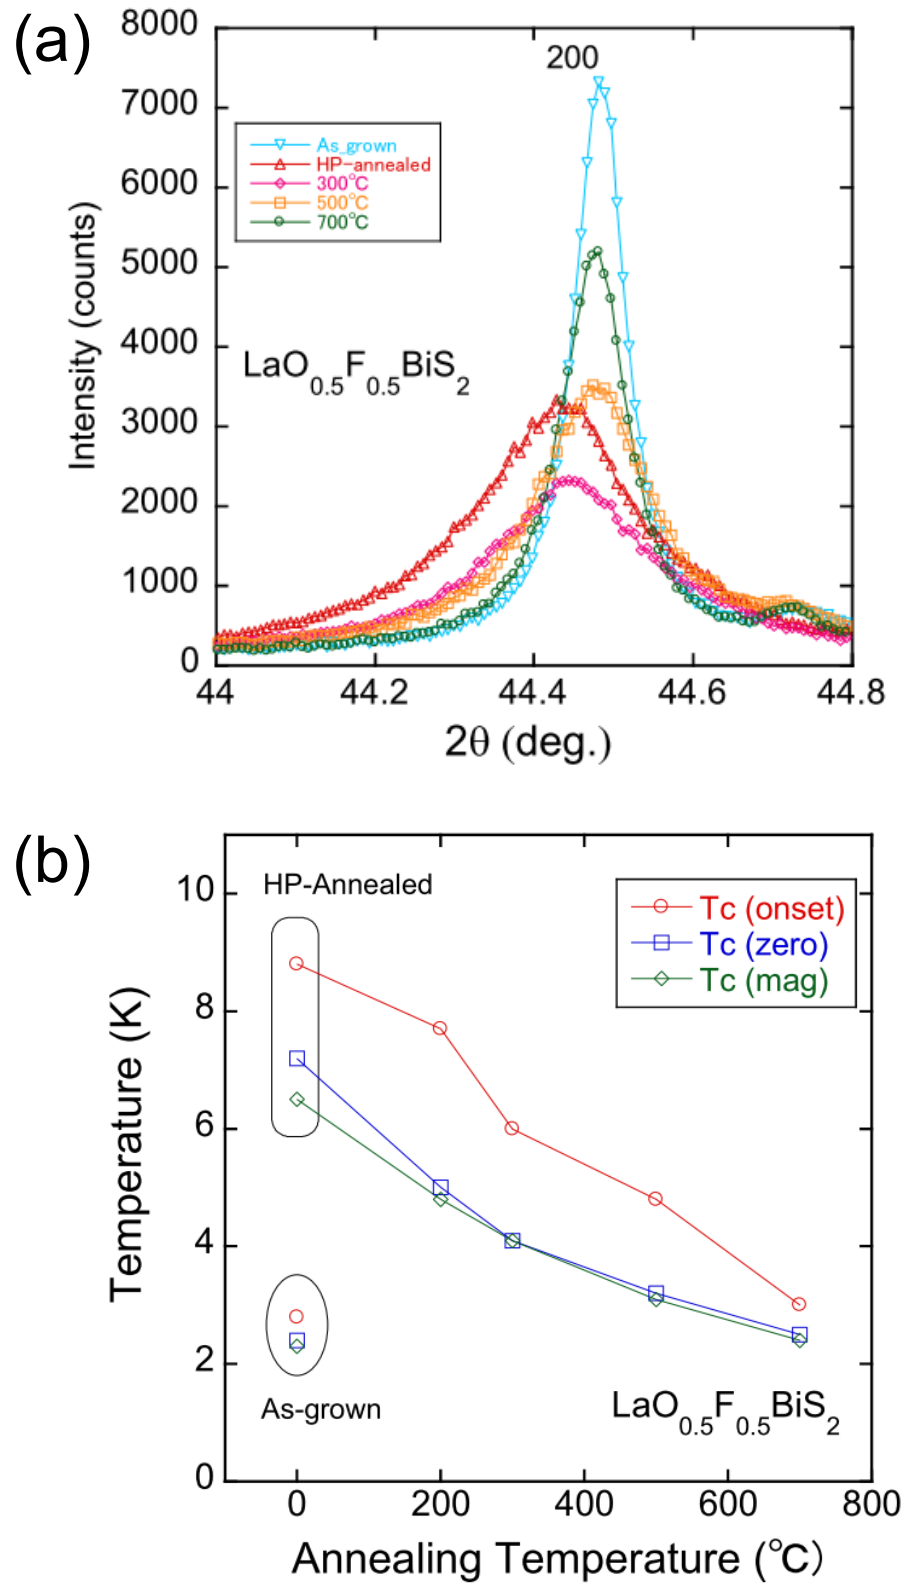 (a)
8000
7000
6000
5000
4000
3000
2000
1000
0
Intensity (counts)
200
As_grown
HP-annealed
300℃
500℃
700℃
LaO0.5F0.5BiS2
44 44.2 44.4 44.6 44.8
2θ (deg.)
(b)
10
8
6
4
2
0
Temperature (K)
HP-Annealed
Tc (onset)
Tc (zero)
Tc (mag)
As-grown
LaO0.5F0.5BiS2
0 200 400 600 800
Annealing Temperature (℃)